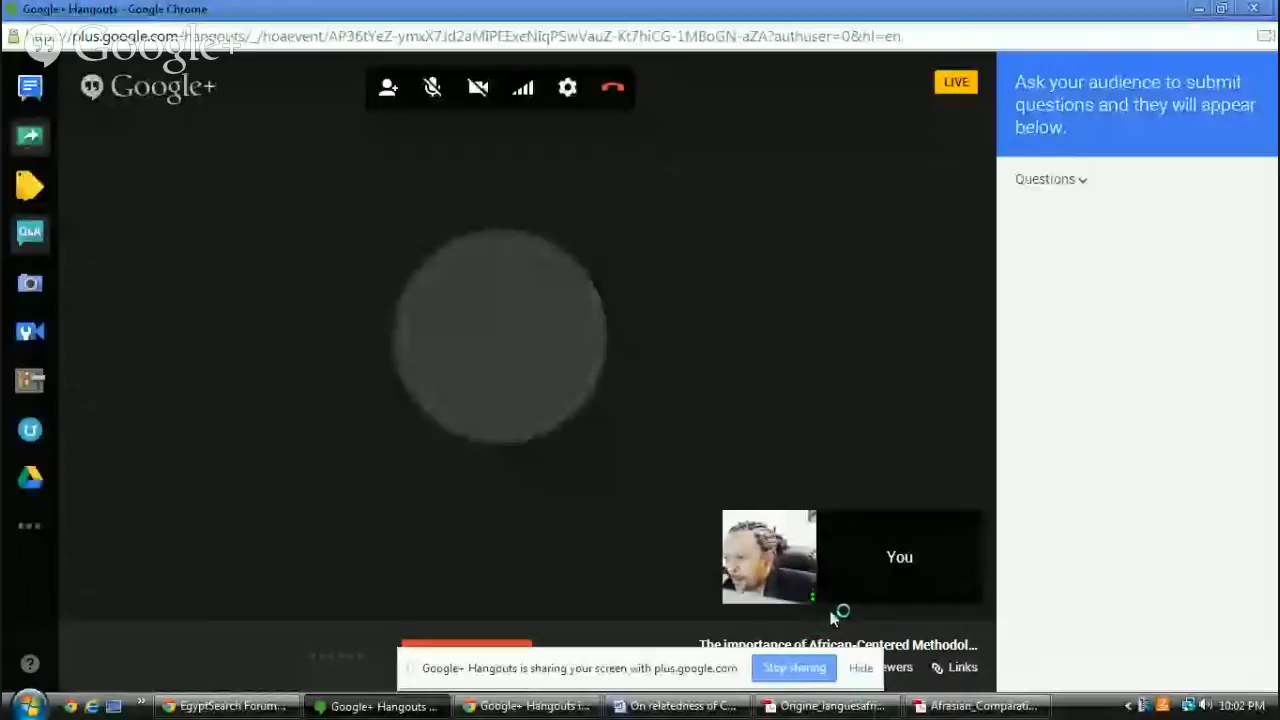 Google+ Hangouts - Google Chrome
Google+
Google+
LIVE
Ask your audience to submit
questions and they will appear
below.
Questions
Q&A
You
The importance of African-Centered Methodol...
Google+ Hangouts is sharing your screen with plus.google.com
Stop sharing
Hide
ewers
Links
EgyptSearch Forum...
Google+ Hangouts ...
Google+ Hangouts i...
On relatedness of C...
Origine_languesafri...
Afrasian_Comparati...
10:02 PM